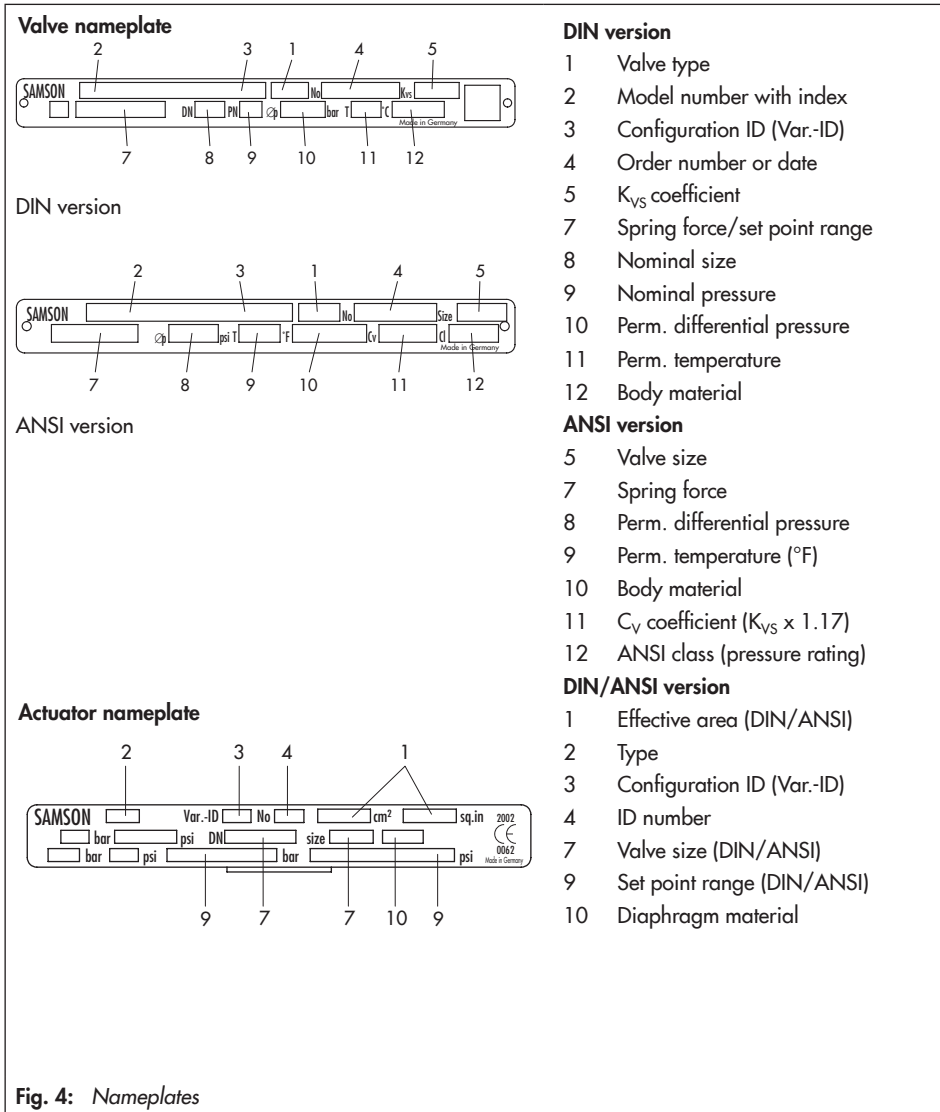 Valve nameplate
2 3 1 4 5
SAMSON No Kvs
DN PN Δp bar T °C
Made in Germany
7 8 9 10 11 12
DIN version
2 3 1 4 5
SAMSON No Size
Δp psi T °F Cv Cl
Made in Germany
7 8 9 10 11 12
ANSI version
Actuator nameplate
2 3 4 1
SAMSON Var.-ID No cm² sq.in 2002
bar psi DN size CE
bar psi bar psi 0062
Made in Germany
9 7 7 10 9
DIN version
1 Valve type
2 Model number with index
3 Configuration ID (Var.-ID)
4 Order number or date
5 KVS coefficient
7 Spring force/set point range
8 Nominal size
9 Nominal pressure
10 Perm. differential pressure
11 Perm. temperature
12 Body material
ANSI version
5 Valve size
7 Spring force
8 Perm. differential pressure
9 Perm. temperature (°F)
10 Body material
11 CV coefficient (KVS x 1.17)
12 ANSI class (pressure rating)
DIN/ANSI version
1 Effective area (DIN/ANSI)
2 Type
3 Configuration ID (Var.-ID)
4 ID number
7 Valve size (DIN/ANSI)
9 Set point range (DIN/ANSI)
10 Diaphragm material
Fig. 4: Nameplates